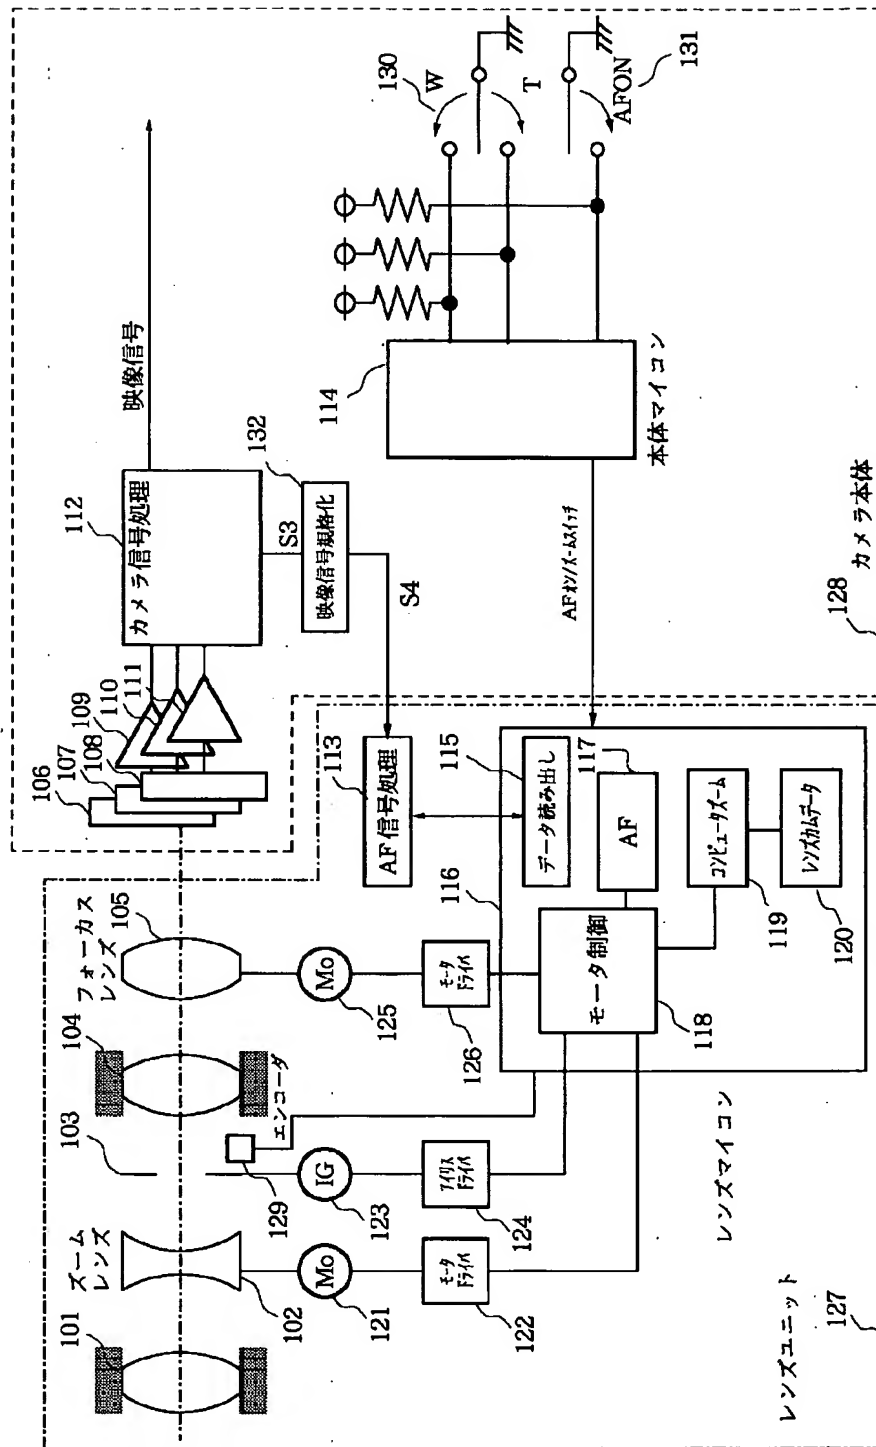 101
ズーム
レンズ
102
103
104
エンコーダ
129
フォーカス
レンズ
105
106
107
108
109
110
111
112
カメラ信号処理
映像信号
S3
132
映像信号規格化
S4
113
AF信号処理
114
本体マイコン
130
W
T
AFON
131
AFオン/ズームスイッチ
128
カメラ本体
Mo
121
モータ
ドライバ
122
IG
123
アイリス
ドライバ
124
Mo
125
モータ
ドライバ
126
116
115
データ読み出し
117
AF
モータ制御
118
コンピュータズーム
119
レンズカムデータ
120
レンズマイコン
レンズユニット
127